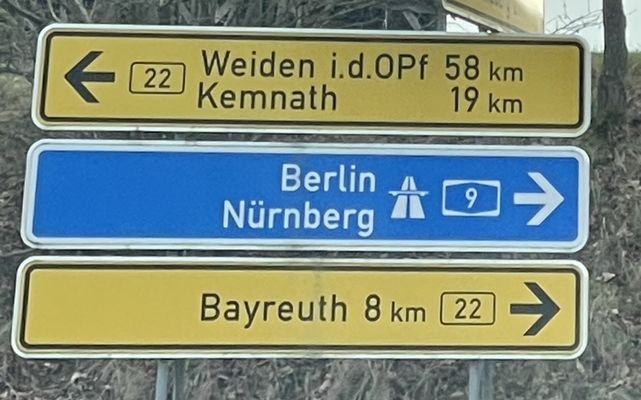 22 Weiden i.d.OPf 58 km
Kemnath 19 km
Berlin
Nürnberg 9
Bayreuth 8 km 22